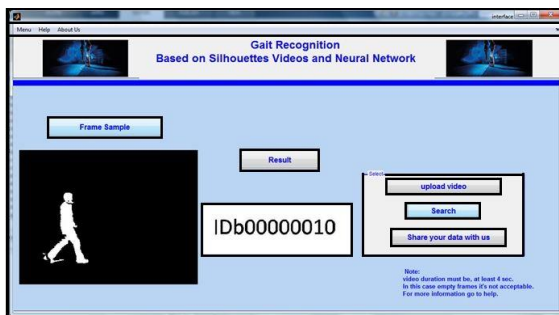 interface
Menu Help About Us
Gait Recognition
Based on Silhouettes Videos and Neural Network
Frame Sample
Result
Select
upload video
IDb00000010
Search
Share your data with us
Note:
video duration must be, at least 4 sec.
In this case empty frames it's not acceptable.
For more information go to help.